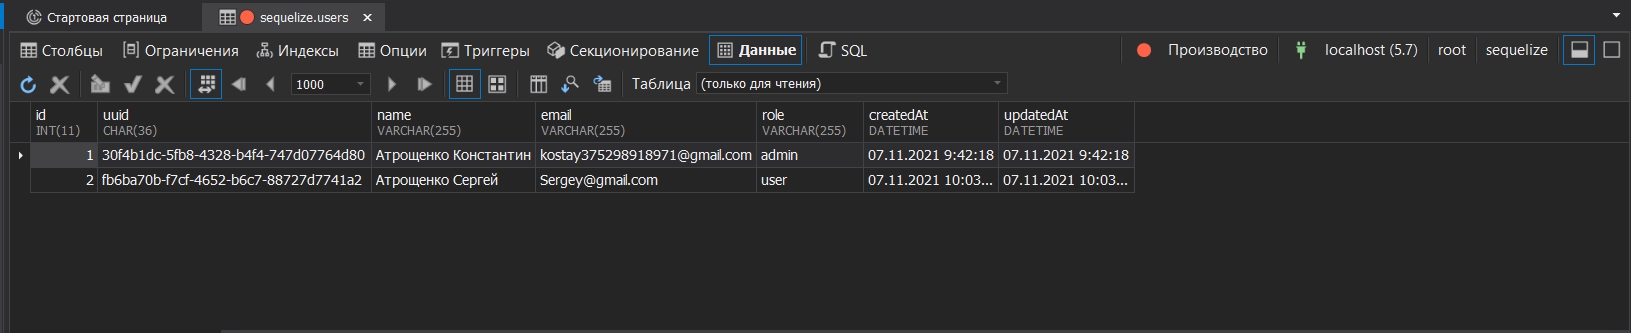 Стартовая страница sequelize.users
Столбцы Ограничения Индексы Опции Триггеры Секционирование Данные SQL Производство localhost (5.7) root sequelize
1000 Таблица (только для чтения)
id uuid name email role createdAt updatedAt
INT(11) CHAR(36) VARCHAR(255) VARCHAR(255) VARCHAR(255) DATETIME DATETIME
1 30f4b1dc-5fb8-4328-b4f4-747d07764d80 Атрощенко Константин kostay375298918971@gmail.com admin 07.11.2021 9:42:18 07.11.2021 9:42:18
2 fb6ba70b-f7cf-4652-b6c7-88727d7741a2 Атрощенко Сергей Sergey@gmail.com user 07.11.2021 10:03... 07.11.2021 10:03...